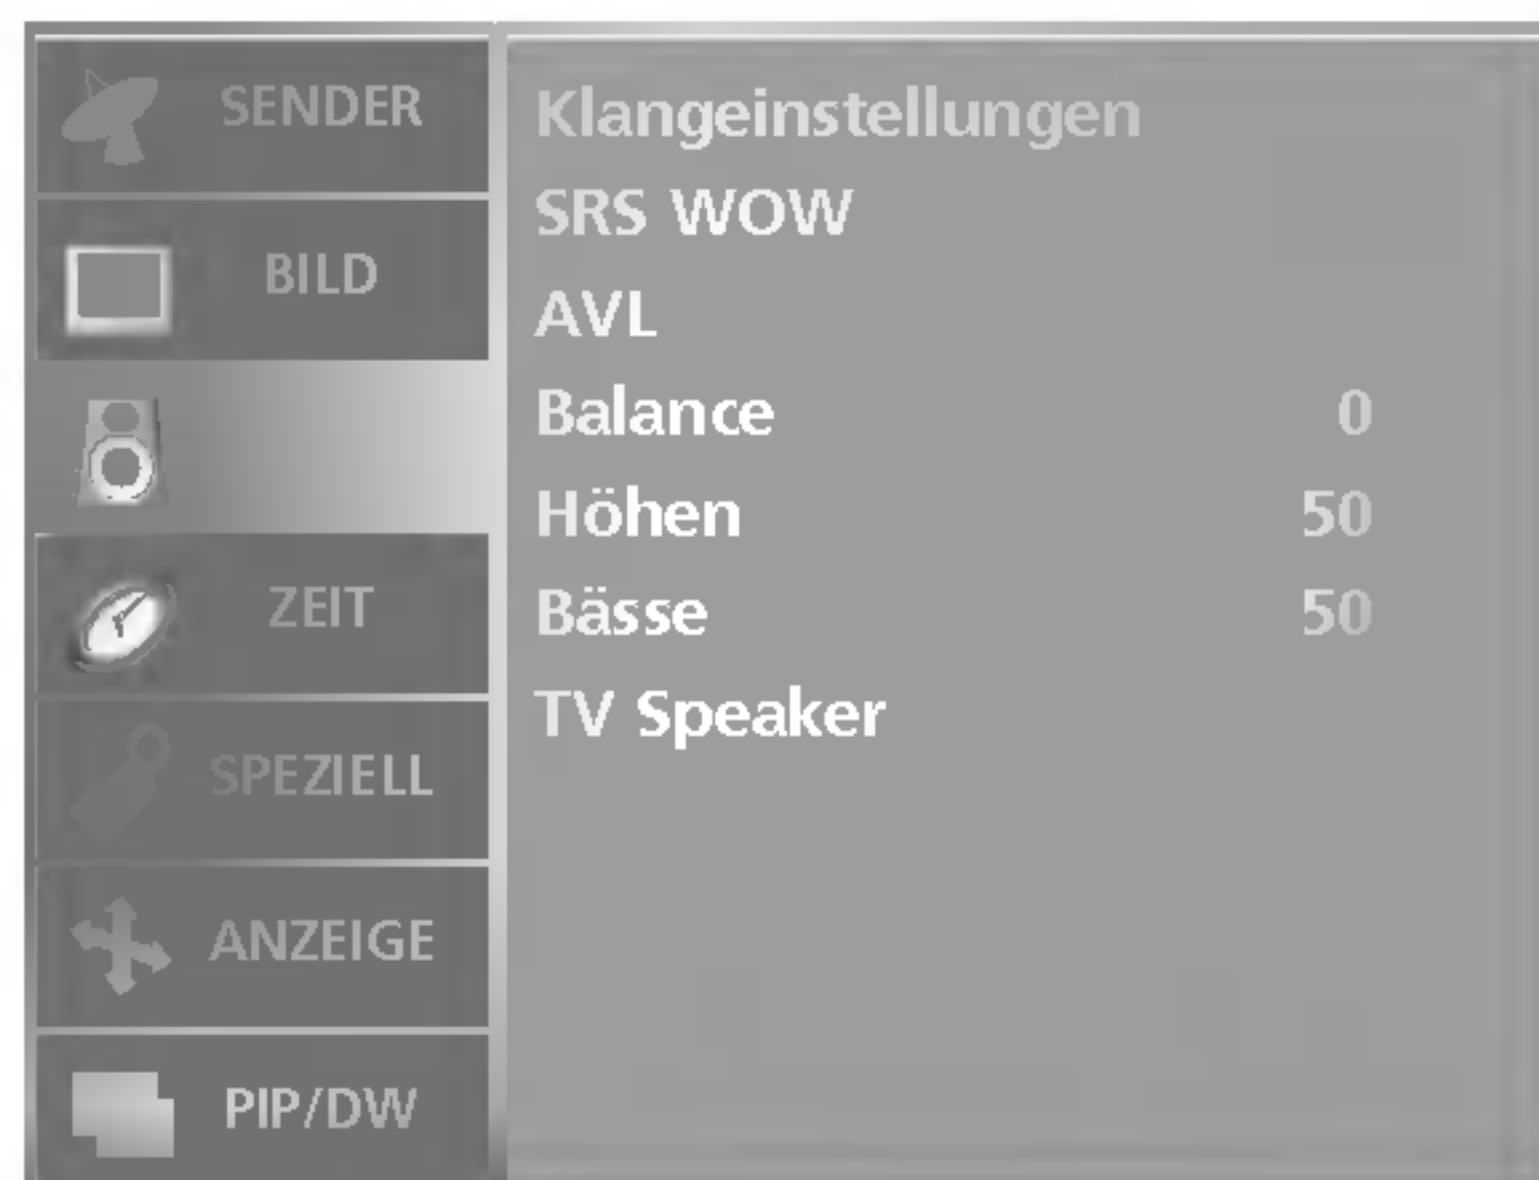 SENDER
BILD
ZEIT
SPEZIELL
ANZEIGE
PIP/DW
Klangeinstellungen
SRS WOW
AVL
Balance 0
Höhen 50
Bässe 50
TV Speaker